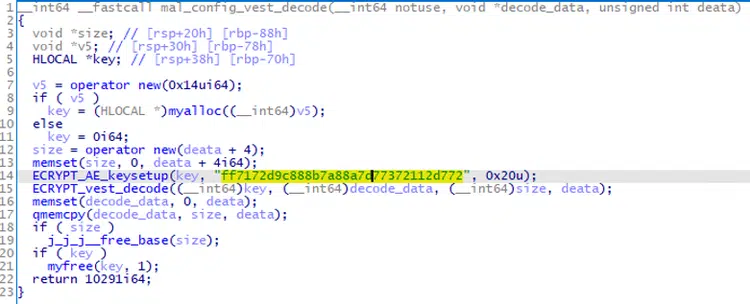 1 __int64 __fastcall mal_config_vest_decode(__int64 notuse, void *decode_data, unsigned int deata)
2 {
3 void *size; // [rsp+20h] [rbp-88h]
4 void *v5; // [rsp+30h] [rbp-78h]
5 HLOCAL *key; // [rsp+38h] [rbp-70h]
6
7 v5 = operator new(0x14ui64);
8 if ( v5 )
9 key = (HLOCAL *)myalloc((__int64)v5);
10 else
11 key = 0i64;
12 size = operator new(deata + 4);
13 memset(size, 0, deata + 4i64);
14 ECRYPT_AE_keysetup(key, "ff7172d9c888b7a88a7d77372112d772", 0x20u);
15 ECRYPT_vest_decode((__int64)key, (__int64)decode_data, (__int64)size, deata);
16 memset(decode_data, 0, deata);
17 qmemcpy(decode_data, size, deata);
18 if ( size )
19 j_j_j__free_base(size);
20 if ( key )
21 myfree(key, 1);
22 return 10291i64;
23 }